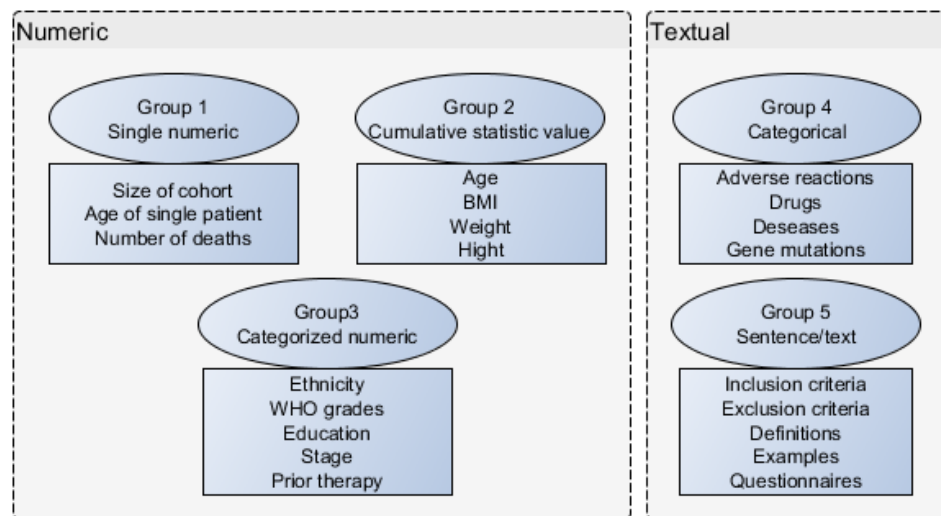 Numeric
Group 1
Single numeric
Size of cohort
Age of single patient
Number of deaths
Group 2
Cumulative statistic value
Age
BMI
Weight
Hight
Group3
Categorized numeric
Ethnicity
WHO grades
Education
Stage
Prior therapy
Textual
Group 4
Categorical
Adverse reactions
Drugs
Deseases
Gene mutations
Group 5
Sentence/text
Inclusion criteria
Exclusion criteria
Definitions
Examples
Questionnaires